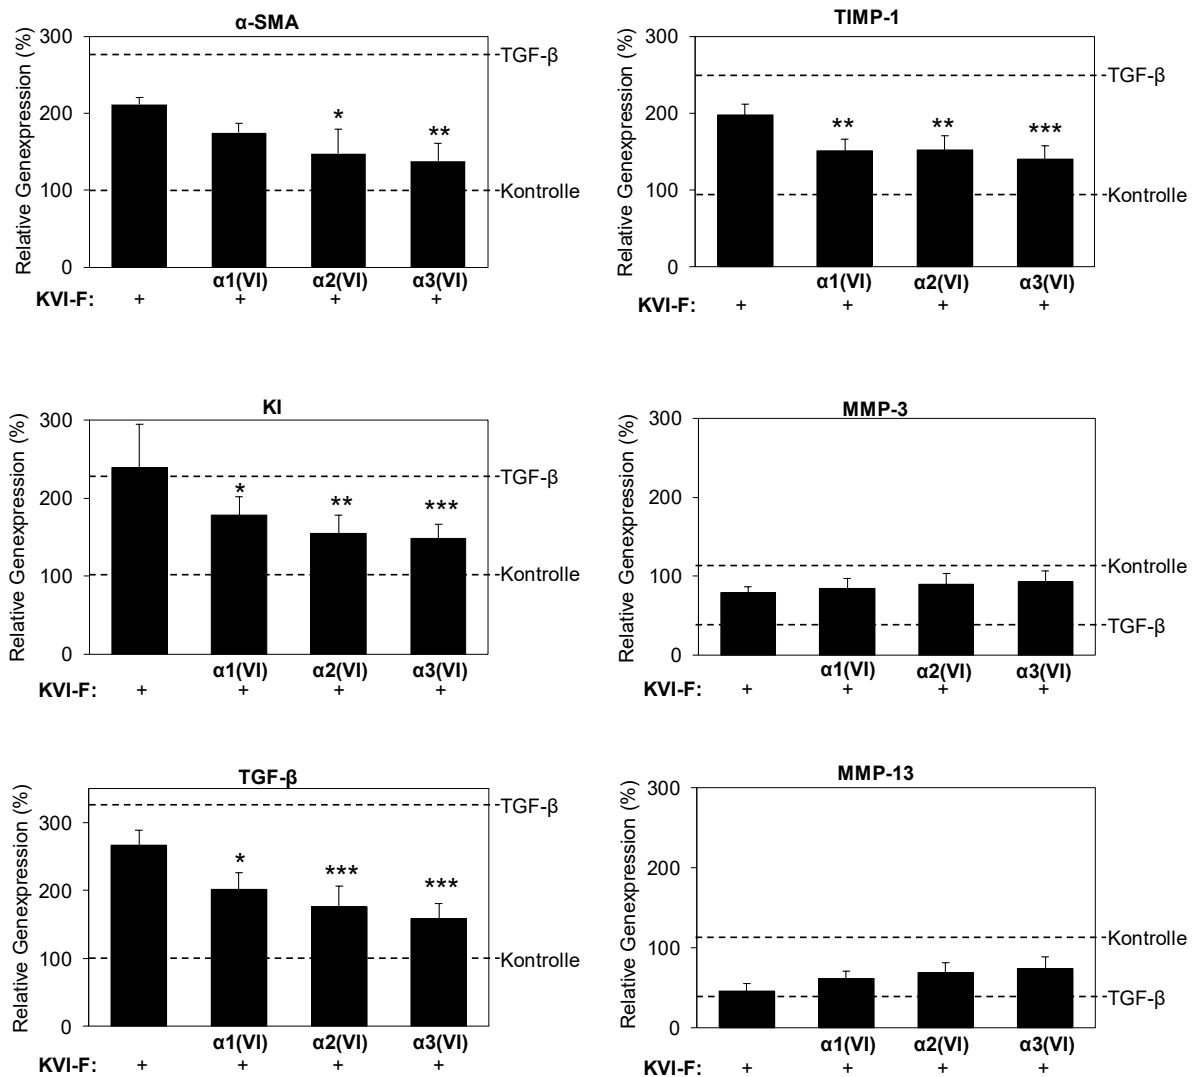 α-SMA
Relative Genexpression (%)
300
200
100
0
TGF-β
Kontrolle
*
**
α1(VI) α2(VI) α3(VI)
KVI-F: + + + +
TIMP-1
Relative Genexpression (%)
300
200
100
0
TGF-β
Kontrolle
** ** ***
α1(VI) α2(VI) α3(VI)
KVI-F: + + + +
KI
Relative Genexpression (%)
300
200
100
0
TGF-β
Kontrolle
* ** ***
α1(VI) α2(VI) α3(VI)
KVI-F: + + + +
MMP-3
Relative Genexpression (%)
300
200
100
0
Kontrolle
TGF-β
α1(VI) α2(VI) α3(VI)
KVI-F: + + + +
TGF-β
Relative Genexpression (%)
300
200
100
0
TGF-β
Kontrolle
* *** ***
α1(VI) α2(VI) α3(VI)
KVI-F: + + + +
MMP-13
Relative Genexpression (%)
300
200
100
0
Kontrolle
TGF-β
α1(VI) α2(VI) α3(VI)
KVI-F: + + + +